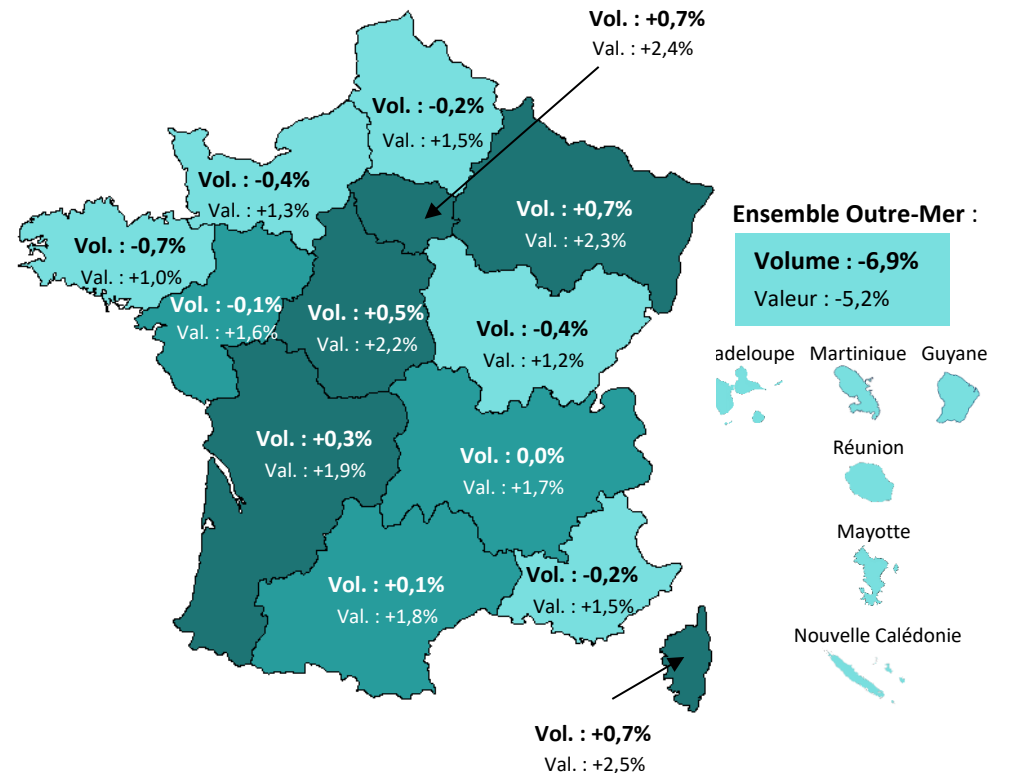 Vol. : +0,7%
Val. : +2,4%
Vol. : -0,2%
Val. : +1,5%
Vol. : -0,4%
Val. : +1,3%
Vol. : +0,7%
Val. : +2,3%
Vol. : -0,7%
Val. : +1,0%
Vol. : -0,1%
Val. : +1,6%
Vol. : +0,5%
Val. : +2,2%
Vol. : -0,4%
Val. : +1,2%
Vol. : +0,3%
Val. : +1,9%
Vol. : 0,0%
Val. : +1,7%
Vol. : +0,1%
Val. : +1,8%
Vol. : -0,2%
Val. : +1,5%
Vol. : +0,7%
Val. : +2,5%
Ensemble Outre-Mer :
Volume : -6,9%
Valeur : -5,2%
adeloupe Martinique Guyane
Réunion
Mayotte
Nouvelle Calédonie